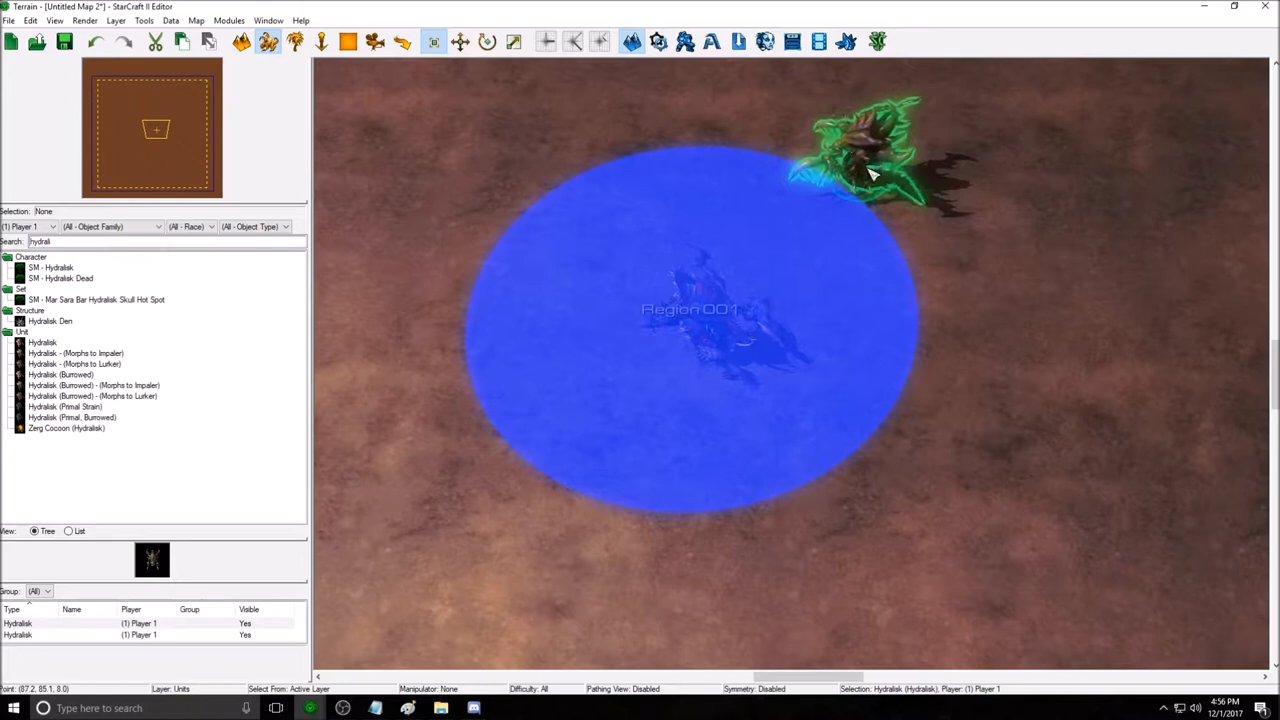 Terrain - [Untitled Map 2*] - StarCraft II Editor
File Edit View Render Layer Tools Data Map Modules Window Help
Selection: None
(1) Player 1 (All - Object Family) (All - Race) (All - Object Type)
Search: hydrali
Character
SM - Hydralisk
SM - Hydralisk Dead
Set
SM - Mar Sara Bar Hydralisk Skull Hot Spot
Structure
Hydralisk Den
Unit
Hydralisk
Hydralisk - (Morphs to Impaler)
Hydralisk - (Morphs to Lurker)
Hydralisk (Burrowed)
Hydralisk (Burrowed) - (Morphs to Impaler)
Hydralisk (Burrowed) - (Morphs to Lurker)
Hydralisk (Primal Strain)
Hydralisk (Primal, Burrowed)
Zerg Cocoon (Hydralisk)
Region 001
View: Tree List
Group: (All)
Type Name Player Group Visible
Hydralisk (1) Player 1 Yes
Hydralisk (1) Player 1 Yes
Point: (87.2, 85.1, 8.0) Layer: Units Select From: Active Layer Manipulator: None Difficulty: All Pathing View: Disabled Symmetry: Disabled Selection: Hydralisk (Hydralisk), Player: (1) Player 1
Type here to search
4:56 PM
12/1/2017